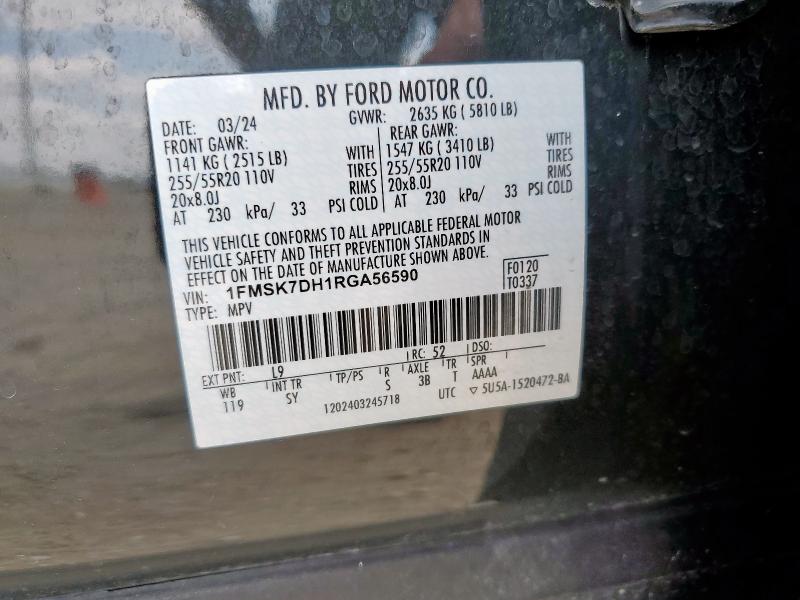 MFD. BY FORD MOTOR CO.
DATE: 03/24 GVWR: 2635 KG ( 5810 LB)
FRONT GAWR: REAR GAWR:
1141 KG ( 2515 LB) WITH 1547 KG ( 3410 LB) WITH
255/55R20 110V TIRES 255/55R20 110V TIRES
20x8.0J RIMS 20x8.0J RIMS
AT 230 kPa/ 33 PSI COLD AT 230 kPa/ 33 PSI COLD
THIS VEHICLE CONFORMS TO ALL APPLICABLE FEDERAL MOTOR
VEHICLE SAFETY AND THEFT PREVENTION STANDARDS IN
EFFECT ON THE DATE OF MANUFACTURE SHOWN ABOVE.
VIN: 1FMSK7DH1RGA56590 F0120
TYPE: MPV T0337
EXT PNT: L9 RC: 52 DSO:
WB INT TR TP/PS R AXLE TR SPR
119 SY S 3B T AAAA
1202403245718 UTC ▽ 5U5A-1520472-BA